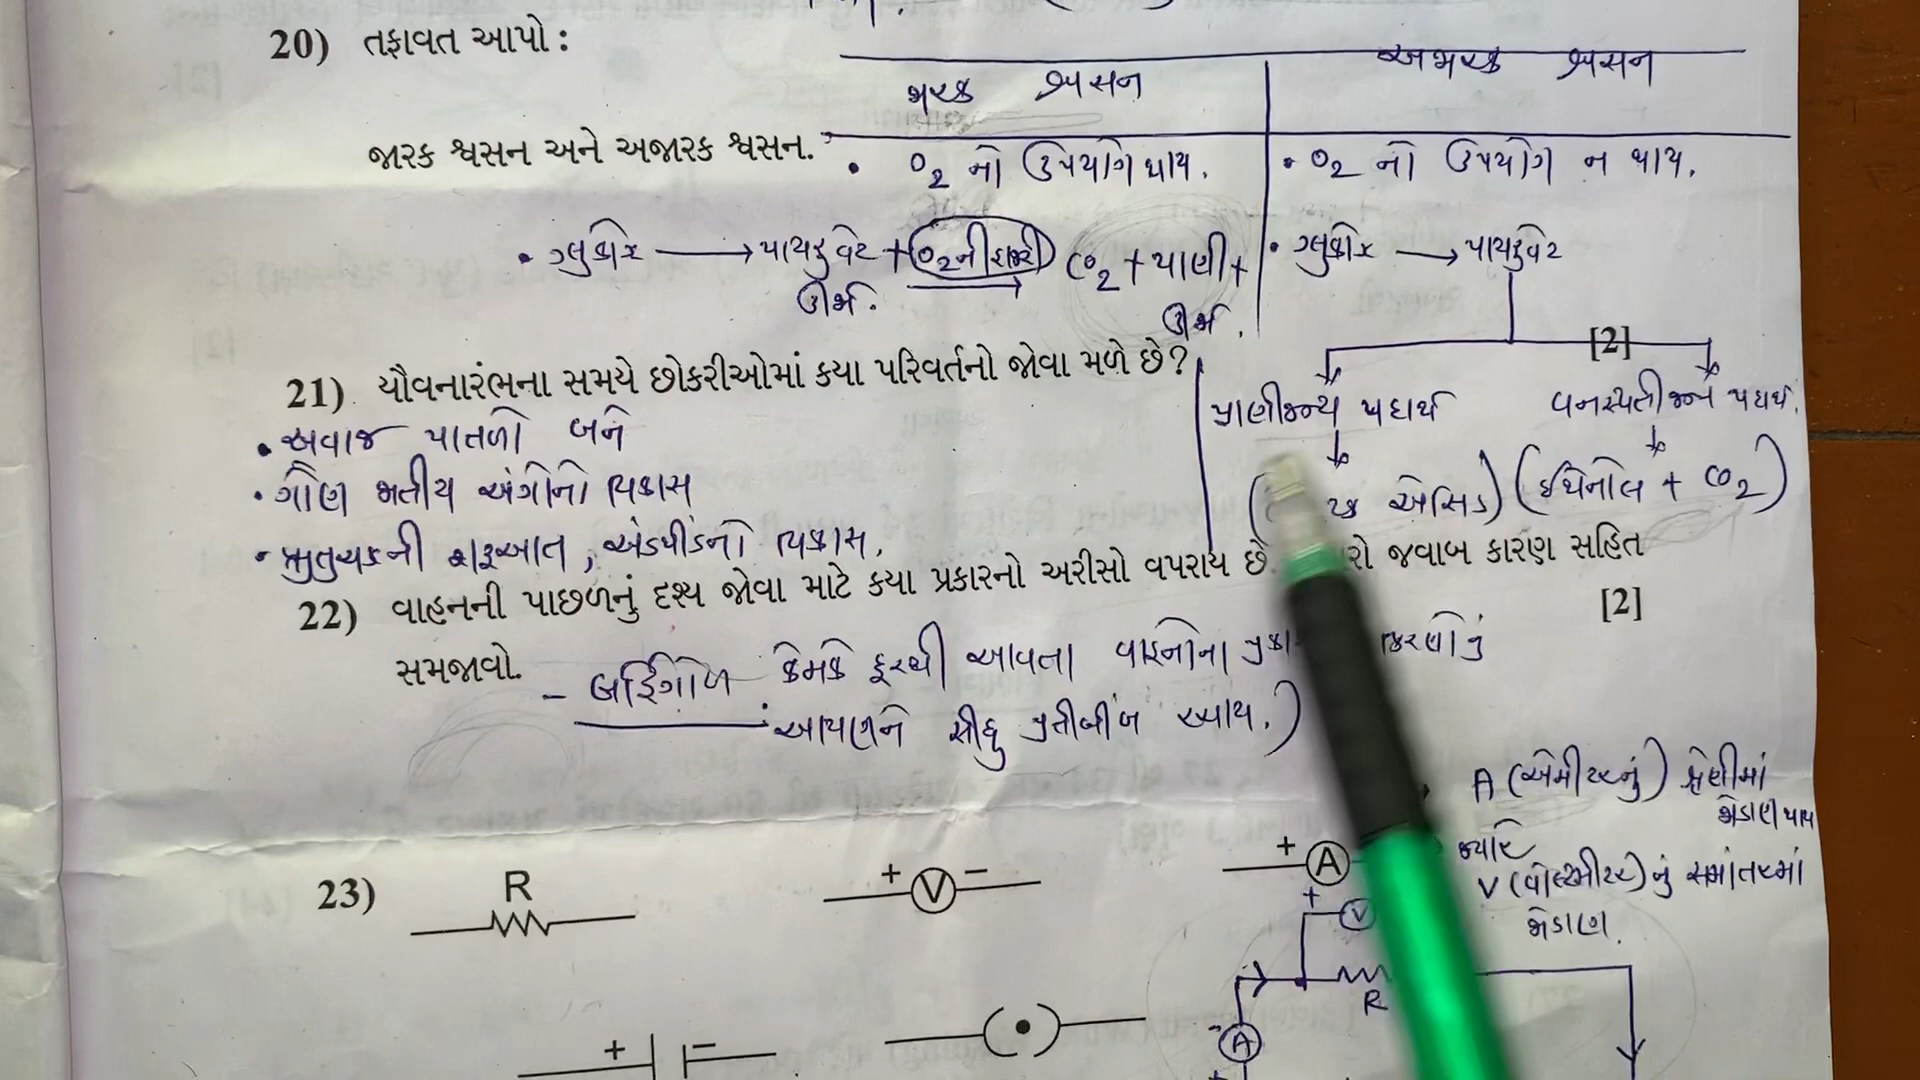 20) તફાવત આપો :
જારક શ્વસન અને અજારક શ્વસન.
જારક શ્વસન
અજારક શ્વસન
• O2 નો ઉપયોગ થાય.
• O2 નો ઉપયોગ ન થાય.
• ગ્લુકોઝ → પાયરુવેટ + O2ની હાજરી → CO2 + પાણી +
ઊર્જા.
ઊર્જા.
• ગ્લુકોઝ → પાયરુવેટ
[2]
પ્રાણીજન્ય પદાર્થ
વનસ્પતીજન્ય પદાર્થ.
એસિડ) (ઈથેનોલ + CO2)
21) યૌવનારંભના સમયે છોકરીઓમાં કયા પરિવર્તનો જોવા મળે છે?
• અવાજ પાતળો બને
• ગૌણ જાતીય અંગોનો વિકાસ
• ઋતુચક્રની શરૂઆત, અંડપીંડનો વિકાસ.
22) વાહનની પાછળનું દશ્ય જોવા માટે કયા પ્રકારનો અરીસો વપરાય છે જવાબ કારણ સહિત
[2]
સમજાવો.
- બર્હિગોળ કેમકે દૂરથી આવતા વાહનોના કિરણોનું
આપણને સીધુ પ્રતીબીંબ રચાય.)
23) R
+ V -
+ A
A (એમીટરનું) શ્રેણીમાં
જોડાણ થાય
જ્યારે
V (વોલ્ટમીટર)નું સમાંતરમાં
જોડાણ.
+ V
R
- A
+
+ -